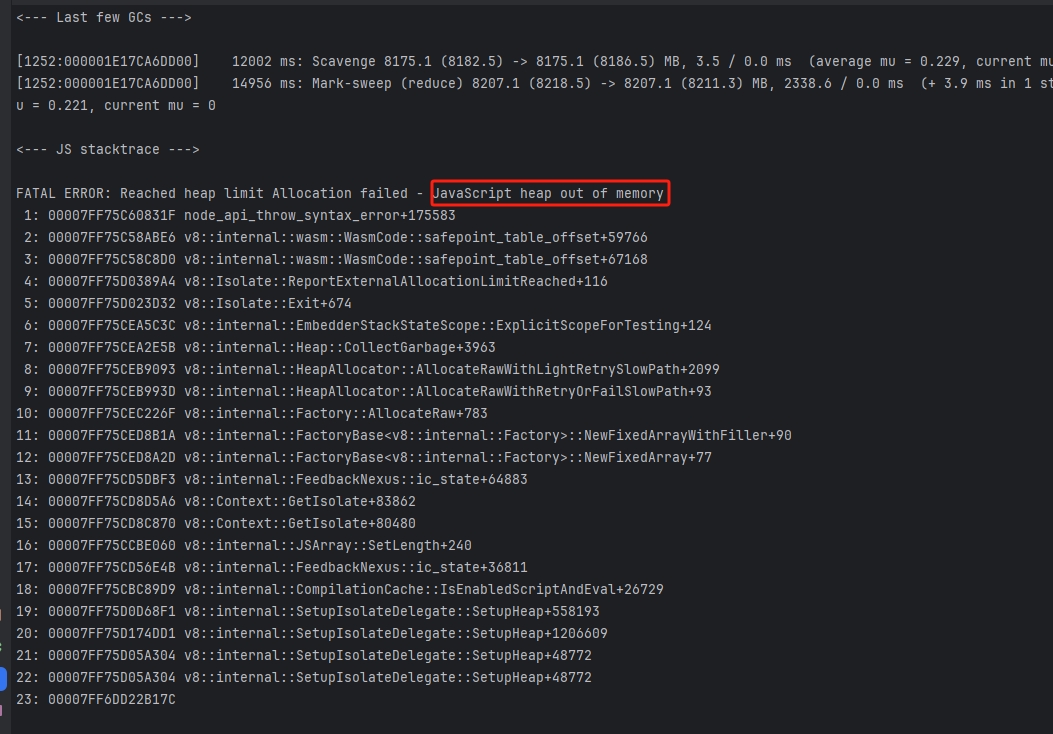 <--- Last few GCs --->
[1252:000001E17CA6DD00]    12002 ms: Scavenge 8175.1 (8182.5) -> 8175.1 (8186.5) MB, 3.5 / 0.0 ms  (average mu = 0.229, current mu
[1252:000001E17CA6DD00]    14956 ms: Mark-sweep (reduce) 8207.1 (8218.5) -> 8207.1 (8211.3) MB, 2338.6 / 0.0 ms  (+ 3.9 ms in 1 st
u = 0.221, current mu = 0
<--- JS stacktrace --->
FATAL ERROR: Reached heap limit Allocation failed - JavaScript heap out of memory
 1: 00007FF75C60831F node_api_throw_syntax_error+175583
 2: 00007FF75C58ABE6 v8::internal::wasm::WasmCode::safepoint_table_offset+59766
 3: 00007FF75C58C8D0 v8::internal::wasm::WasmCode::safepoint_table_offset+67168
 4: 00007FF75D0389A4 v8::Isolate::ReportExternalAllocationLimitReached+116
 5: 00007FF75D023D32 v8::Isolate::Exit+674
 6: 00007FF75CEA5C3C v8::internal::EmbedderStackStateScope::ExplicitScopeForTesting+124
 7: 00007FF75CEA2E5B v8::internal::Heap::CollectGarbage+3963
 8: 00007FF75CEB9093 v8::internal::HeapAllocator::AllocateRawWithLightRetrySlowPath+2099
 9: 00007FF75CEB993D v8::internal::HeapAllocator::AllocateRawWithRetryOrFailSlowPath+93
10: 00007FF75CEC226F v8::internal::Factory::AllocateRaw+783
11: 00007FF75CED8B1A v8::internal::FactoryBase<v8::internal::Factory>::NewFixedArrayWithFiller+90
12: 00007FF75CED8A2D v8::internal::FactoryBase<v8::internal::Factory>::NewFixedArray+77
13: 00007FF75CD5DBF3 v8::internal::FeedbackNexus::ic_state+64883
14: 00007FF75CD8D5A6 v8::Context::GetIsolate+83862
15: 00007FF75CD8C870 v8::Context::GetIsolate+80480
16: 00007FF75CCBE060 v8::internal::JSArray::SetLength+240
17: 00007FF75CD56E4B v8::internal::FeedbackNexus::ic_state+36811
18: 00007FF75CBC89D9 v8::internal::CompilationCache::IsEnabledScriptAndEval+26729
19: 00007FF75D0D68F1 v8::internal::SetupIsolateDelegate::SetupHeap+558193
20: 00007FF75D174DD1 v8::internal::SetupIsolateDelegate::SetupHeap+1206609
21: 00007FF75D05A304 v8::internal::SetupIsolateDelegate::SetupHeap+48772
22: 00007FF75D05A304 v8::internal::SetupIsolateDelegate::SetupHeap+48772
23: 00007FF6DD22B17C